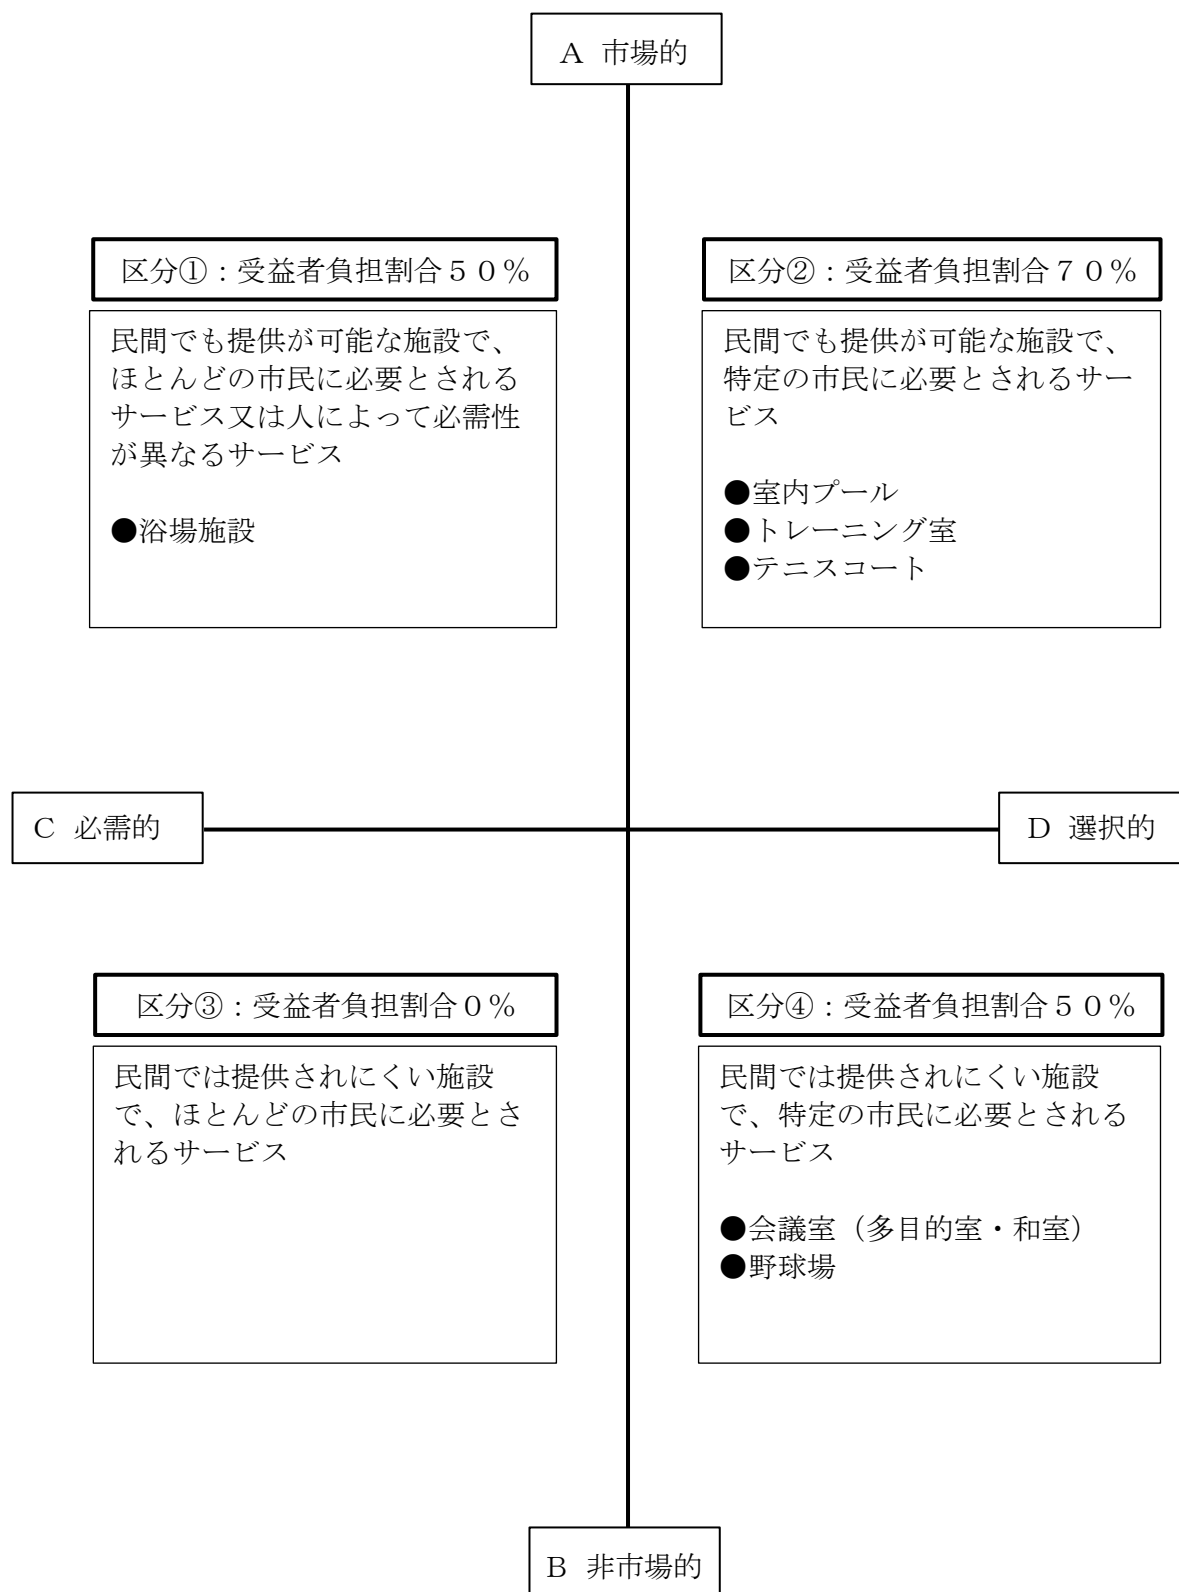 A 市場的
区分①：受益者負担割合５０％
民間でも提供が可能な施設で、
ほとんどの市民に必要とされる
サービス又は人によって必需性
が異なるサービス
●浴場施設
区分②：受益者負担割合７０％
民間でも提供が可能な施設で、
特定の市民に必要とされるサー
ビス
●室内プール
●トレーニング室
●テニスコート
C 必需的
D 選択的
区分③：受益者負担割合０％
民間では提供されにくい施設
で、ほとんどの市民に必要とさ
れるサービス
区分④：受益者負担割合５０％
民間では提供されにくい施設
で、特定の市民に必要とされる
サービス
●会議室（多目的室・和室）
●野球場
B 非市場的